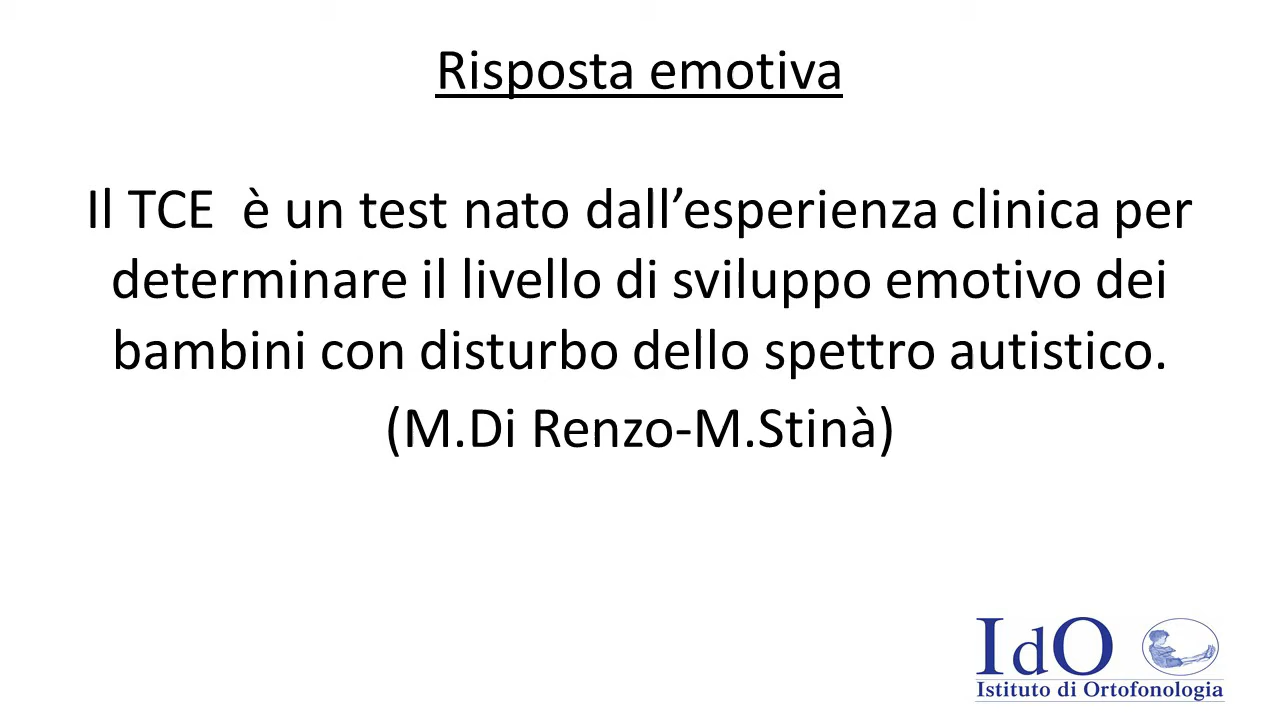 Risposta emotiva
Il TCE  è un test nato dall’esperienza clinica per
determinare il livello di sviluppo emotivo dei
bambini con disturbo dello spettro autistico.
(M.Di Renzo-M.Stinà)
IdO
Istituto di Ortofonologia